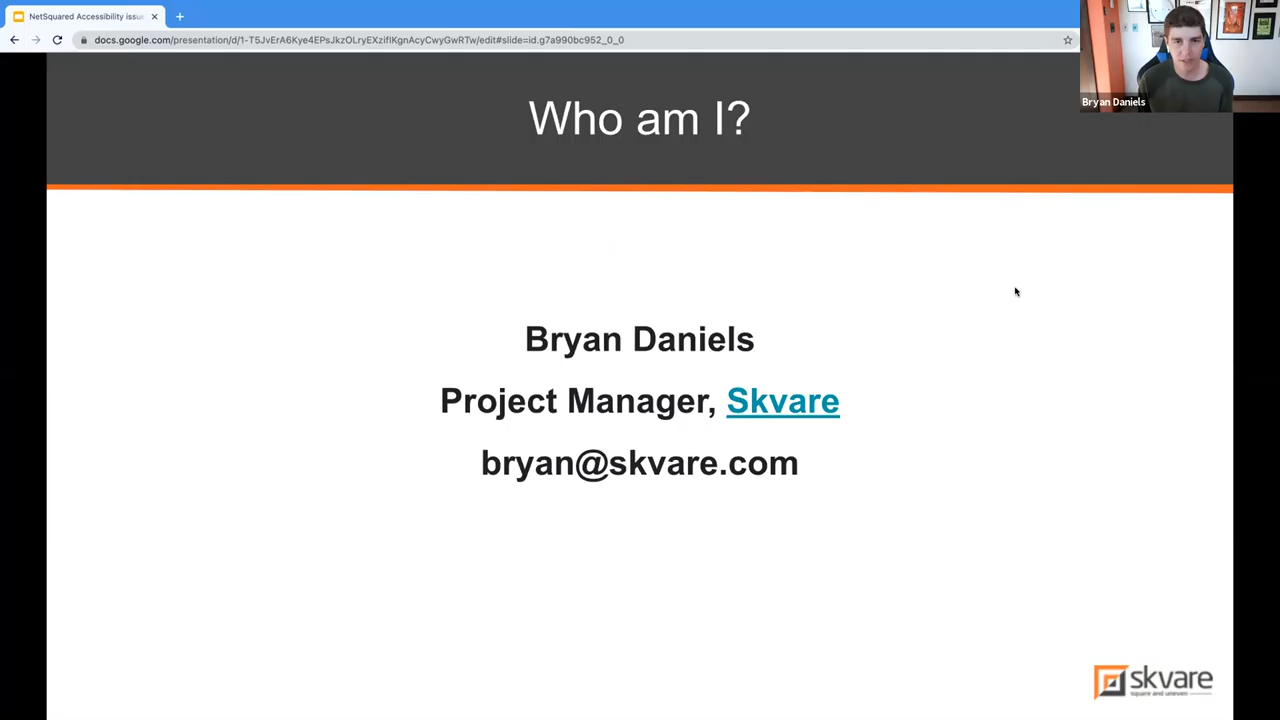 NetSquared Accessibility issu
docs.google.com/presentation/d/1-T5JvErA6Kye4EPsJkzOLryEXzifIKgnAcyCwyGwRTw/edit#slide=id.g7a990bc952_0_0
Bryan Daniels
Who am I?
Bryan Daniels
Project Manager, Skvare
bryan@skvare.com
skvare
square and uneven